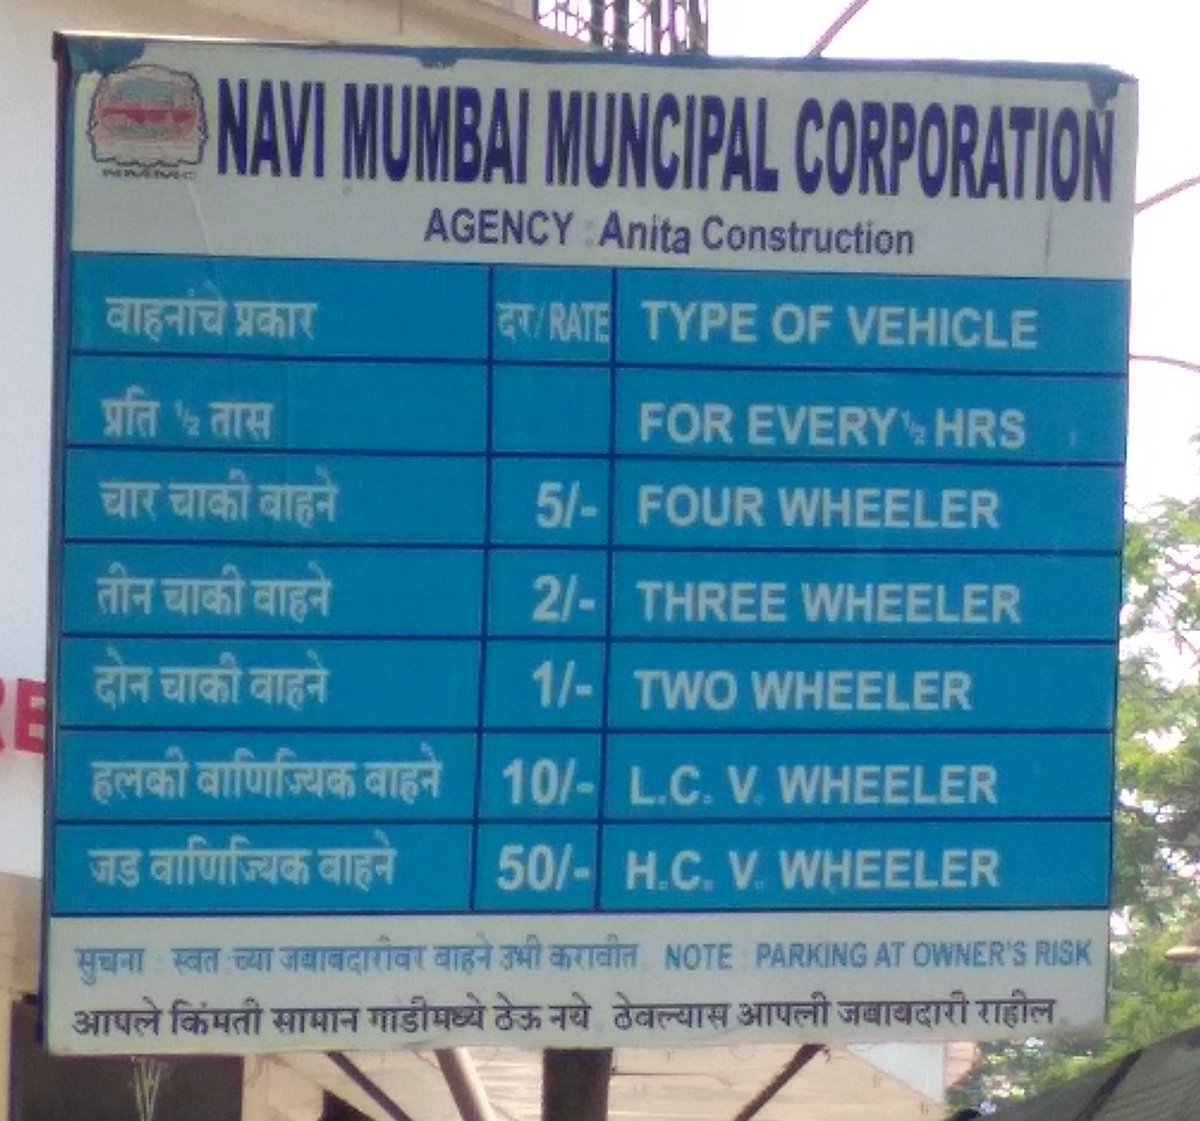 NMMC
NAVI MUMBAI MUNCIPAL CORPORATION
AGENCY : Anita Construction
वाहनांचे प्रकार दर/RATE TYPE OF VEHICLE
प्रति ½ तास FOR EVERY ½ HRS
चार चाकी वाहने 5/- FOUR WHEELER
तीन चाकी वाहने 2/- THREE WHEELER
दोन चाकी वाहने 1/- TWO WHEELER
हलकी वाणिज्यिक वाहने 10/- L.C. V. WHEELER
जड वाणिज्यिक वाहने 50/- H.C. V. WHEELER
सुचना : स्वत:च्या जबाबदारीवर वाहने उभी करावीत. NOTE : PARKING AT OWNER'S RISK
आपले किंमती सामान गाडीमध्ये ठेऊ नये. ठेवल्यास आपली जबाबदारी राहील.
RE